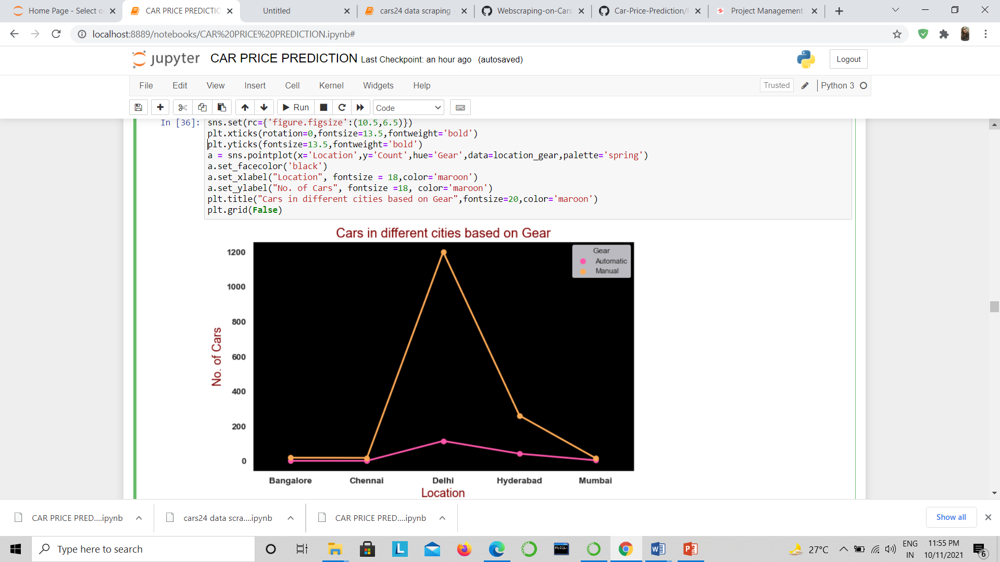 Home Page - Select o
CAR PRICE PREDICTIO
Untitled
cars24 data scraping -
Webscraping-on-Cars
Car-Price-Prediction/
Project Management
localhost:8889/notebooks/CAR%20PRICE%20PREDICTION.ipynb#
jupyter CAR PRICE PREDICTION Last Checkpoint: an hour ago (autosaved)
Logout
File Edit View Insert Cell Kernel Widgets Help
Trusted Python 3
Run Code
In [36]: sns.set(rc={'figure.figsize':(10.5,6.5)})
plt.xticks(rotation=0,fontsize=13.5,fontweight='bold')
plt.yticks(fontsize=13.5,fontweight='bold')
a = sns.pointplot(x='Location',y='Count',hue='Gear',data=location_gear,palette='spring')
a.set_facecolor('black')
a.set_xlabel("Location", fontsize = 18,color='maroon')
a.set_ylabel("No. of Cars", fontsize =18, color='maroon')
plt.title("Cars in different cities based on Gear",fontsize=20,color='maroon')
plt.grid(False)
Cars in different cities based on Gear
Gear
Automatic
Manual
1200
1000
800
600
400
200
0
No. of Cars
Bangalore Chennai Delhi Hyderabad Mumbai
Location
CAR PRICE PRED....ipynb
cars24 data scra....ipynb
CAR PRICE PRED....ipynb
Show all
Type here to search
L
MySQL
27°C
ENG
IN
11:55 PM
10/11/2021
6